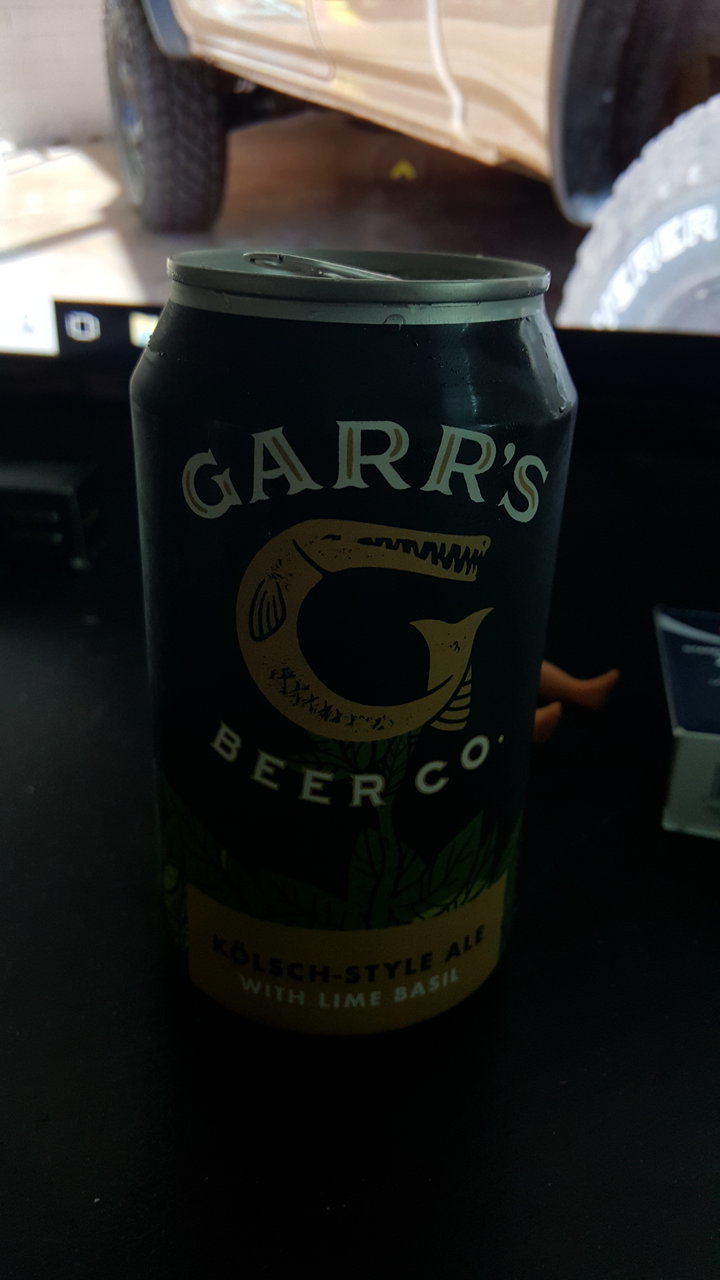 GARR'S
BEER CO.
KÖLSCH-STYLE ALE
WITH LIME BASIL